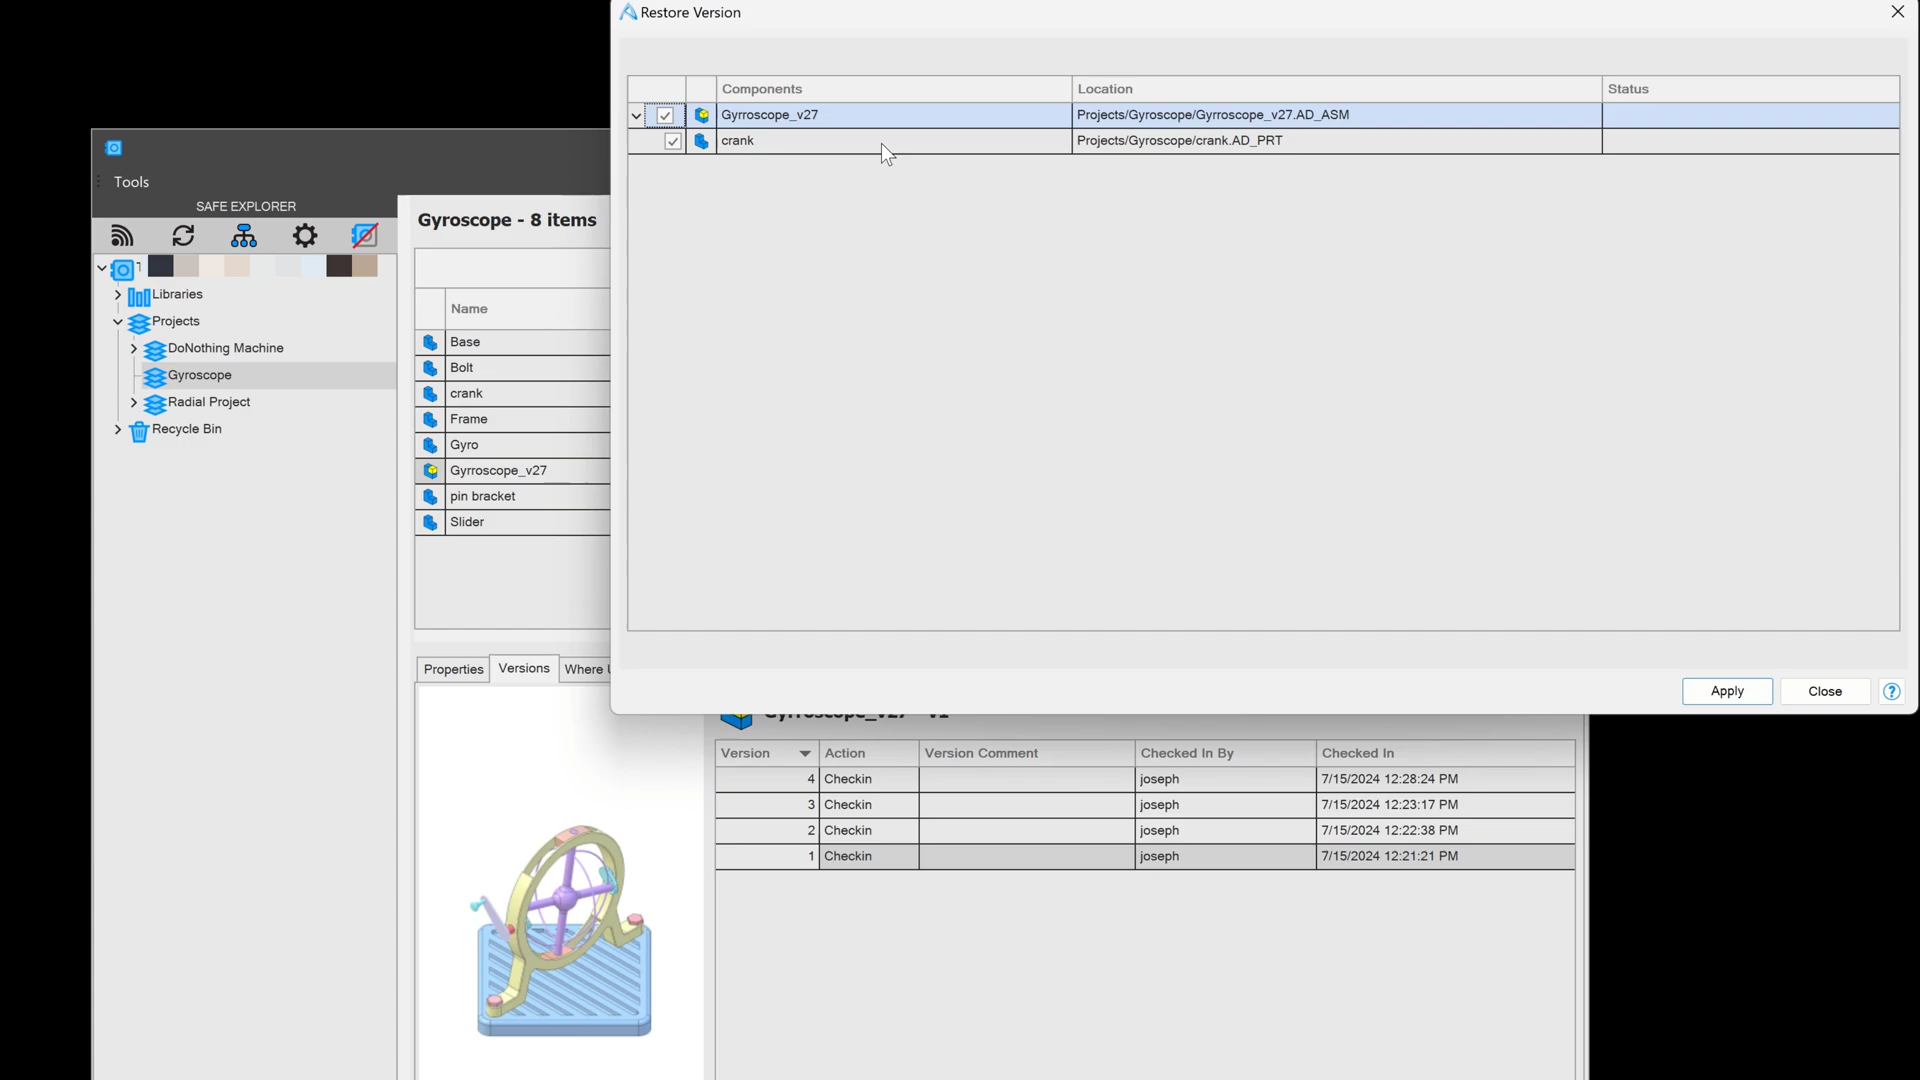 Restore Version
Components Location Status
Gyrroscope_v27 Projects/Gyroscope/Gyrroscope_v27.AD_ASM
crank Projects/Gyroscope/crank.AD_PRT
Apply Close ?
Tools
SAFE EXPLORER
Libraries
Projects
DoNothing Machine
Gyroscope
Radial Project
Recycle Bin
Gyroscope - 8 items
Name
Base
Bolt
crank
Frame
Gyro
Gyrroscope_v27
pin bracket
Slider
Properties Versions Where
Version Action Version Comment Checked In By Checked In
4 Checkin joseph 7/15/2024 12:28:24 PM
3 Checkin joseph 7/15/2024 12:23:17 PM
2 Checkin joseph 7/15/2024 12:22:38 PM
1 Checkin joseph 7/15/2024 12:21:21 PM